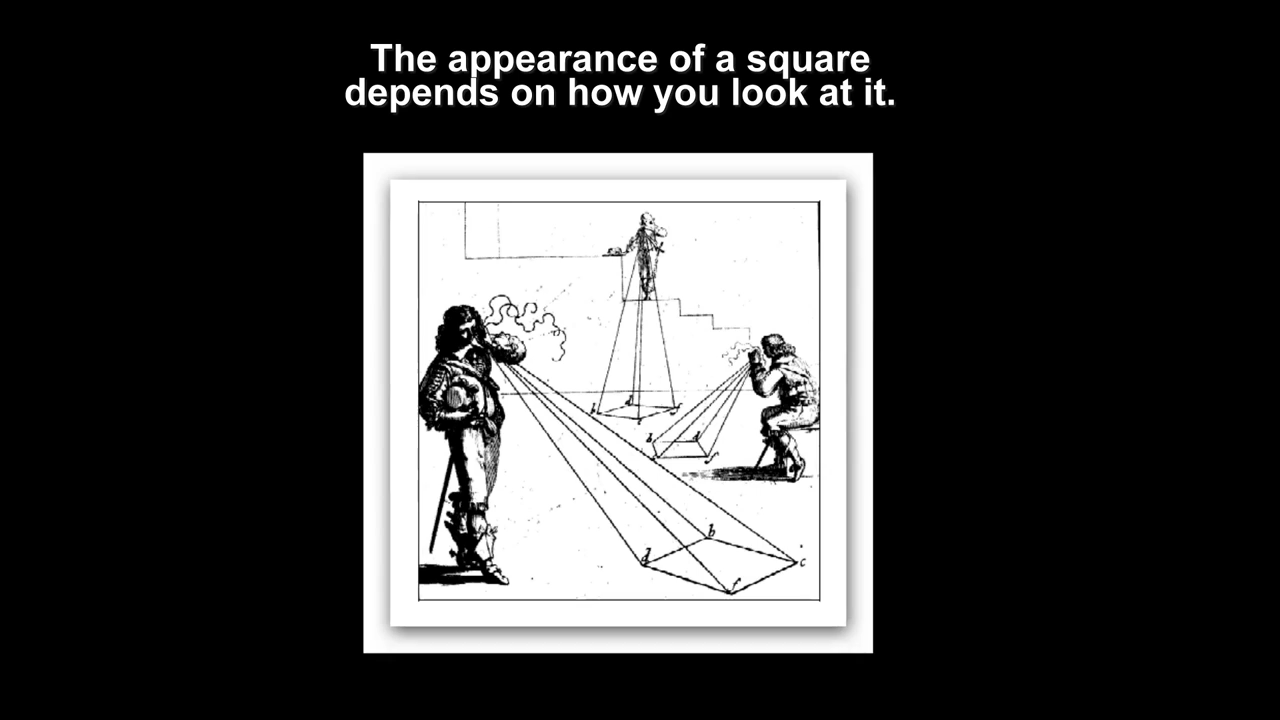 The appearance of a square
depends on how you look at it.
b
d
f
b
d
f
b
d
c
f